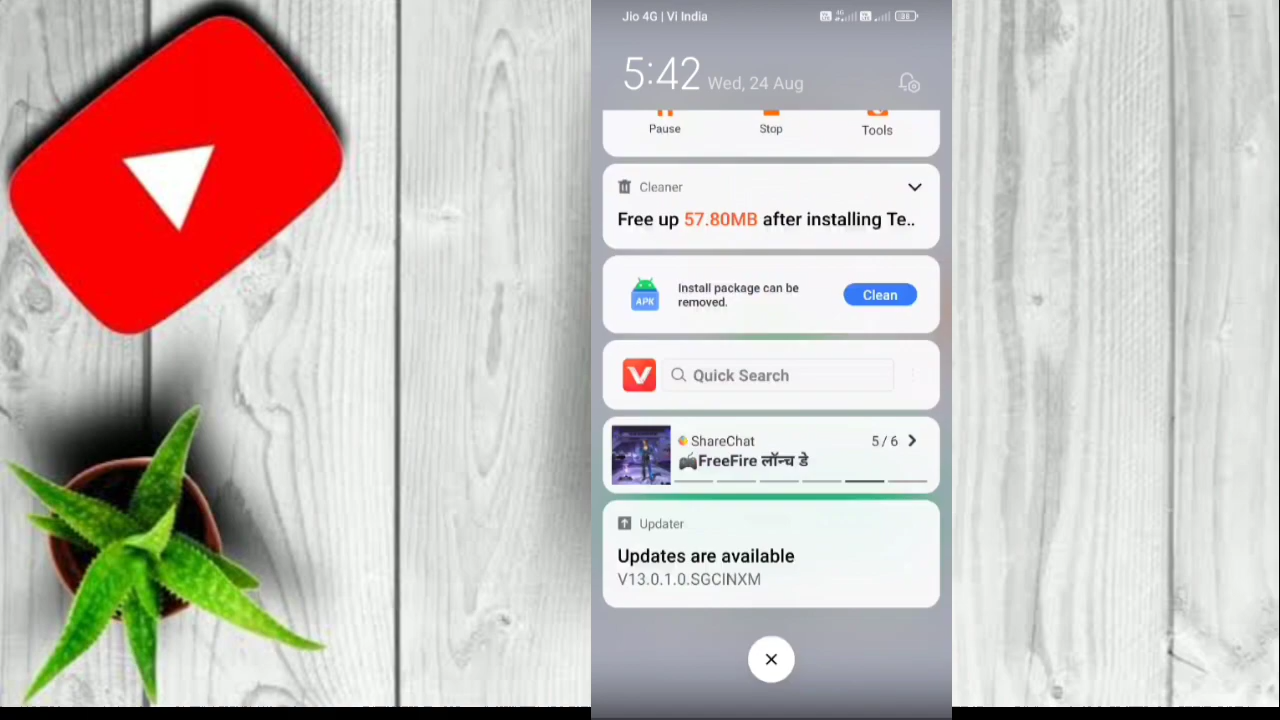 Jio 4G | Vi India
5:42 Wed, 24 Aug
Pause Stop Tools
Cleaner
Free up 57.80MB after installing Te..
APK
Install package can be
removed.
Clean
Quick Search
ShareChat 5 / 6
🎮FreeFire लॉन्च डे
Updater
Updates are available
V13.0.1.0.SGCINXM